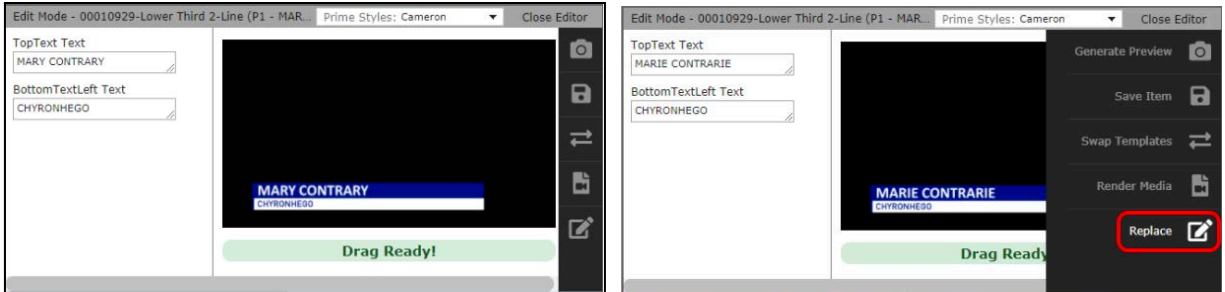 Edit Mode - 00010929-Lower Third 2-Line (P1 - MAR... Prime Styles: Cameron Close Editor
TopText Text
MARY CONTRARY
BottomTextLeft Text
CHYRONHEGO
MARY CONTRARY
CHYRONHEGO
Drag Ready!
Edit Mode - 00010929-Lower Third 2-Line (P1 - MAR... Prime Styles: Cameron Close Editor
TopText Text
MARIE CONTRARIE
BottomTextLeft Text
CHYRONHEGO
MARIE CONTRARIE
CHYRONHEGO
Drag Ready
Generate Preview
Save Item
Swap Templates
Render Media
Replace